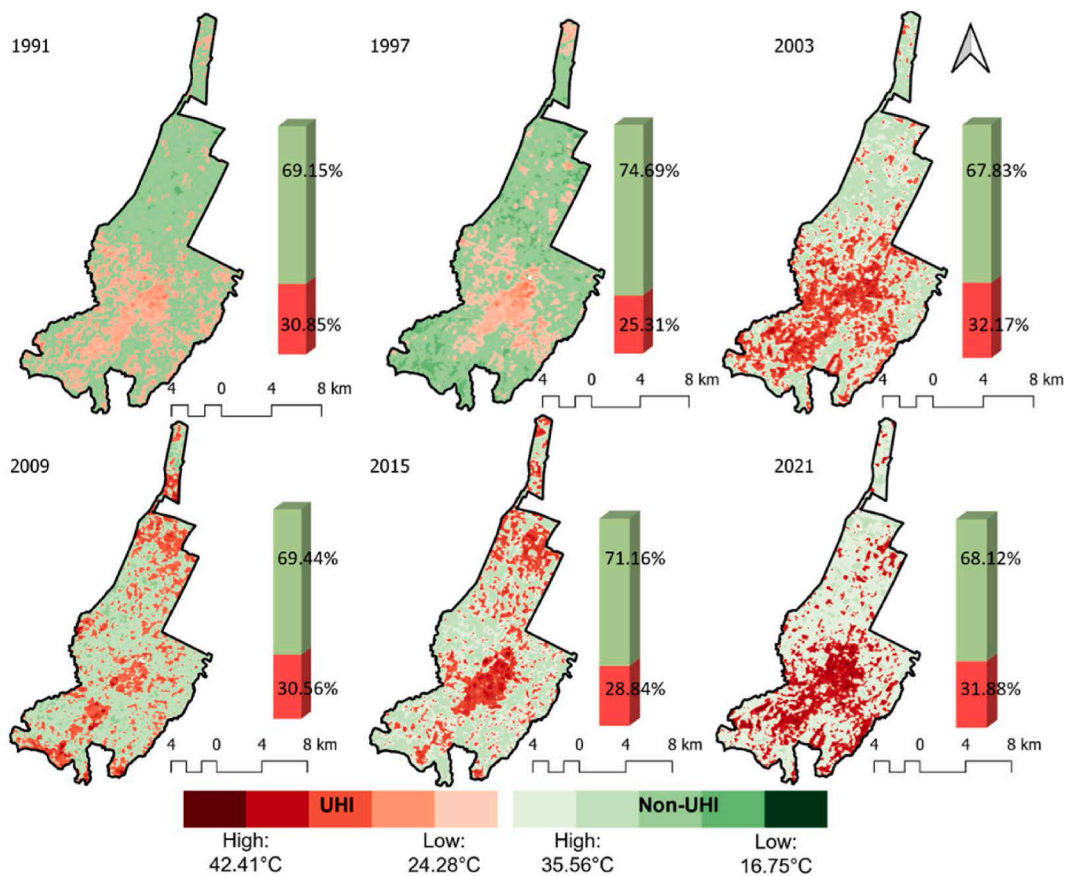 1991
1997
2003
69.15%
74.69%
67.83%
30.85%
25.31%
32.17%
4 0 4 8 km
4 0 4 8 km
4 0 4 8 km
2009
2015
2021
69.44%
71.16%
68.12%
30.56%
28.84%
31.88%
4 0 4 8 km
4 0 4 8 km
4 0 4 8 km
UHI
Non-UHI
High:
42.41°C
Low:
24.28°C
High:
35.56°C
Low:
16.75°C